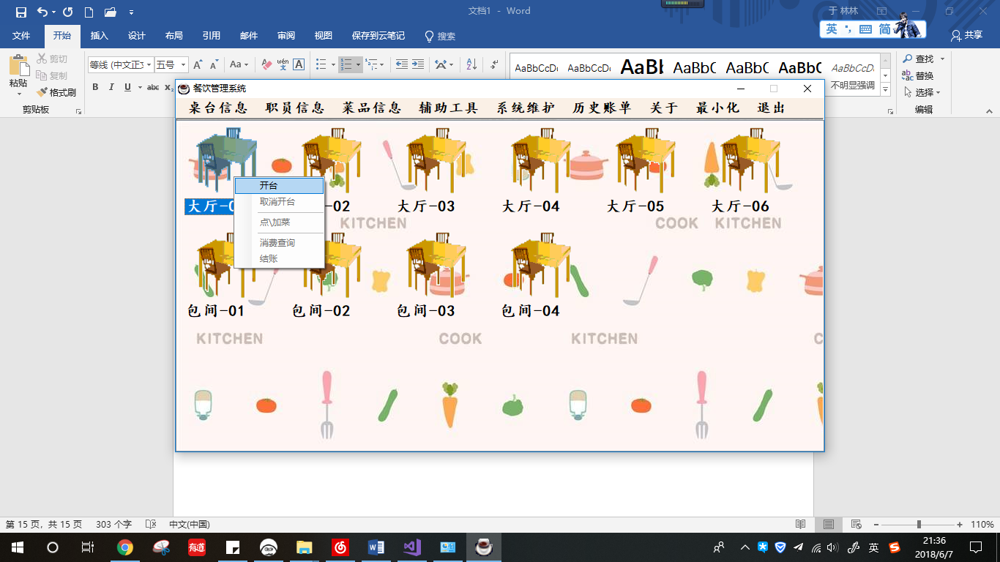 文档1 - Word
于 林林
文件 开始 插入 设计 布局 引用 邮件 审阅 视图 保存到云笔记 搜索
英 简
共享
粘贴
剪切
复制
格式刷
剪贴板
等线 (中文正文 五号
B I U abc x₂
Aa wén A
AaBbCcDc AaBbCcDc AaBb AaBbC AaBbC AaBbC AaBbCcD.
不明显强调
查找
替换
选择
编辑
餐饮管理系统
桌台信息 职员信息 菜品信息 辅助工具 系统维护 历史账单 关于 最小化 退出
大厅-0 -02 大厅-03 大厅-04 大厅-05 大厅-06
开台
取消开台
点\加菜
消费查询
结账
KITCHEN COOK KITCHEN
包间-01 包间-02 包间-03 包间-04
KITCHEN COOK KITCHEN C
第 15 页，共 15 页 303 个字 中文(中国)
110%
有道
英
21:36
2018/6/7